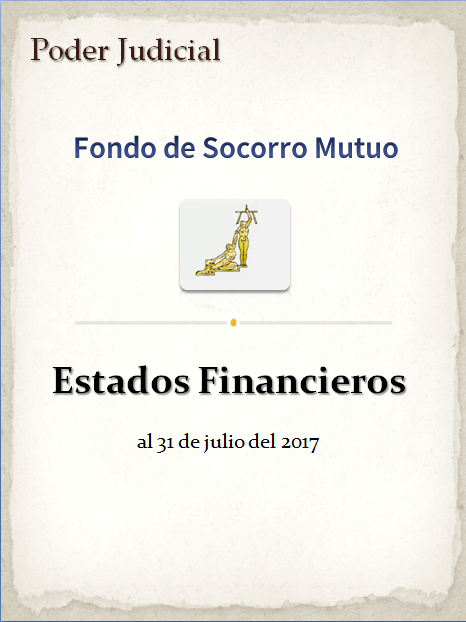 Poder Judicial
Fondo de Socorro Mutuo
Estados Financieros
al 31 de julio del 2017